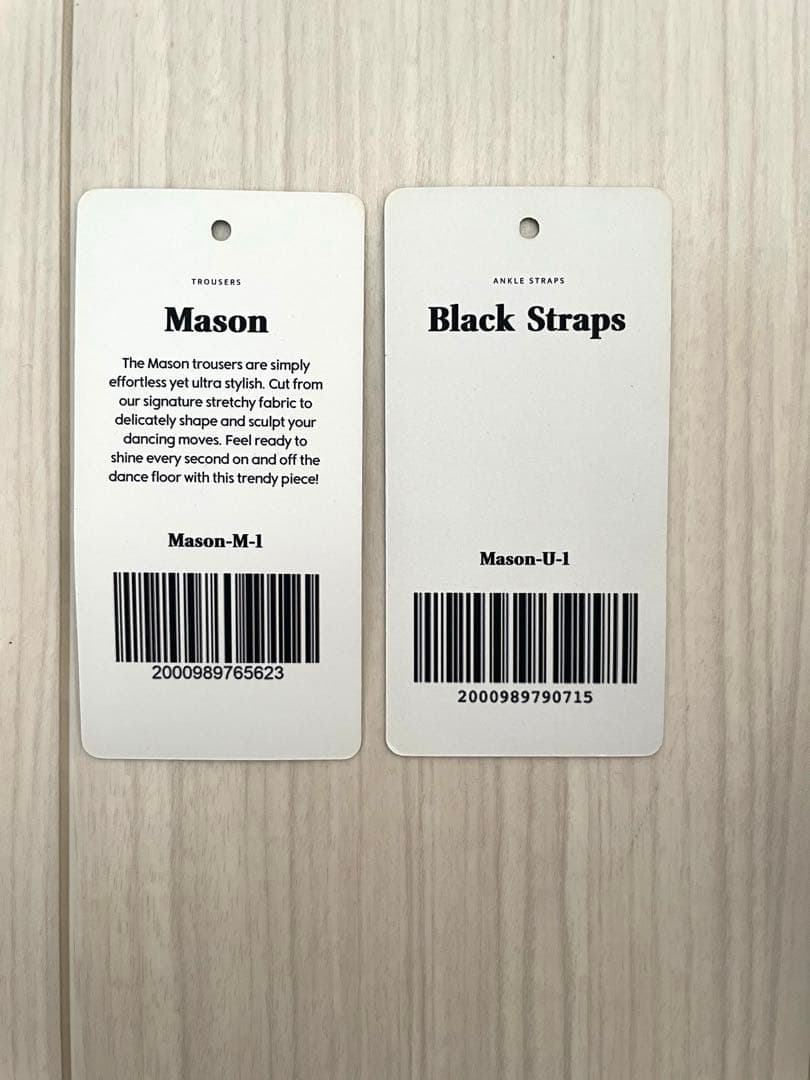 TROUSERS
Mason
The Mason trousers are simply
effortless yet ultra stylish. Cut from
our signature stretchy fabric to
delicately shape and sculpt your
dancing moves. Feel ready to
shine every second on and off the
dance floor with this trendy piece!
Mason-M-1
2000989765623
ANKLE STRAPS
Black Straps
Mason-U-1
2000989790715